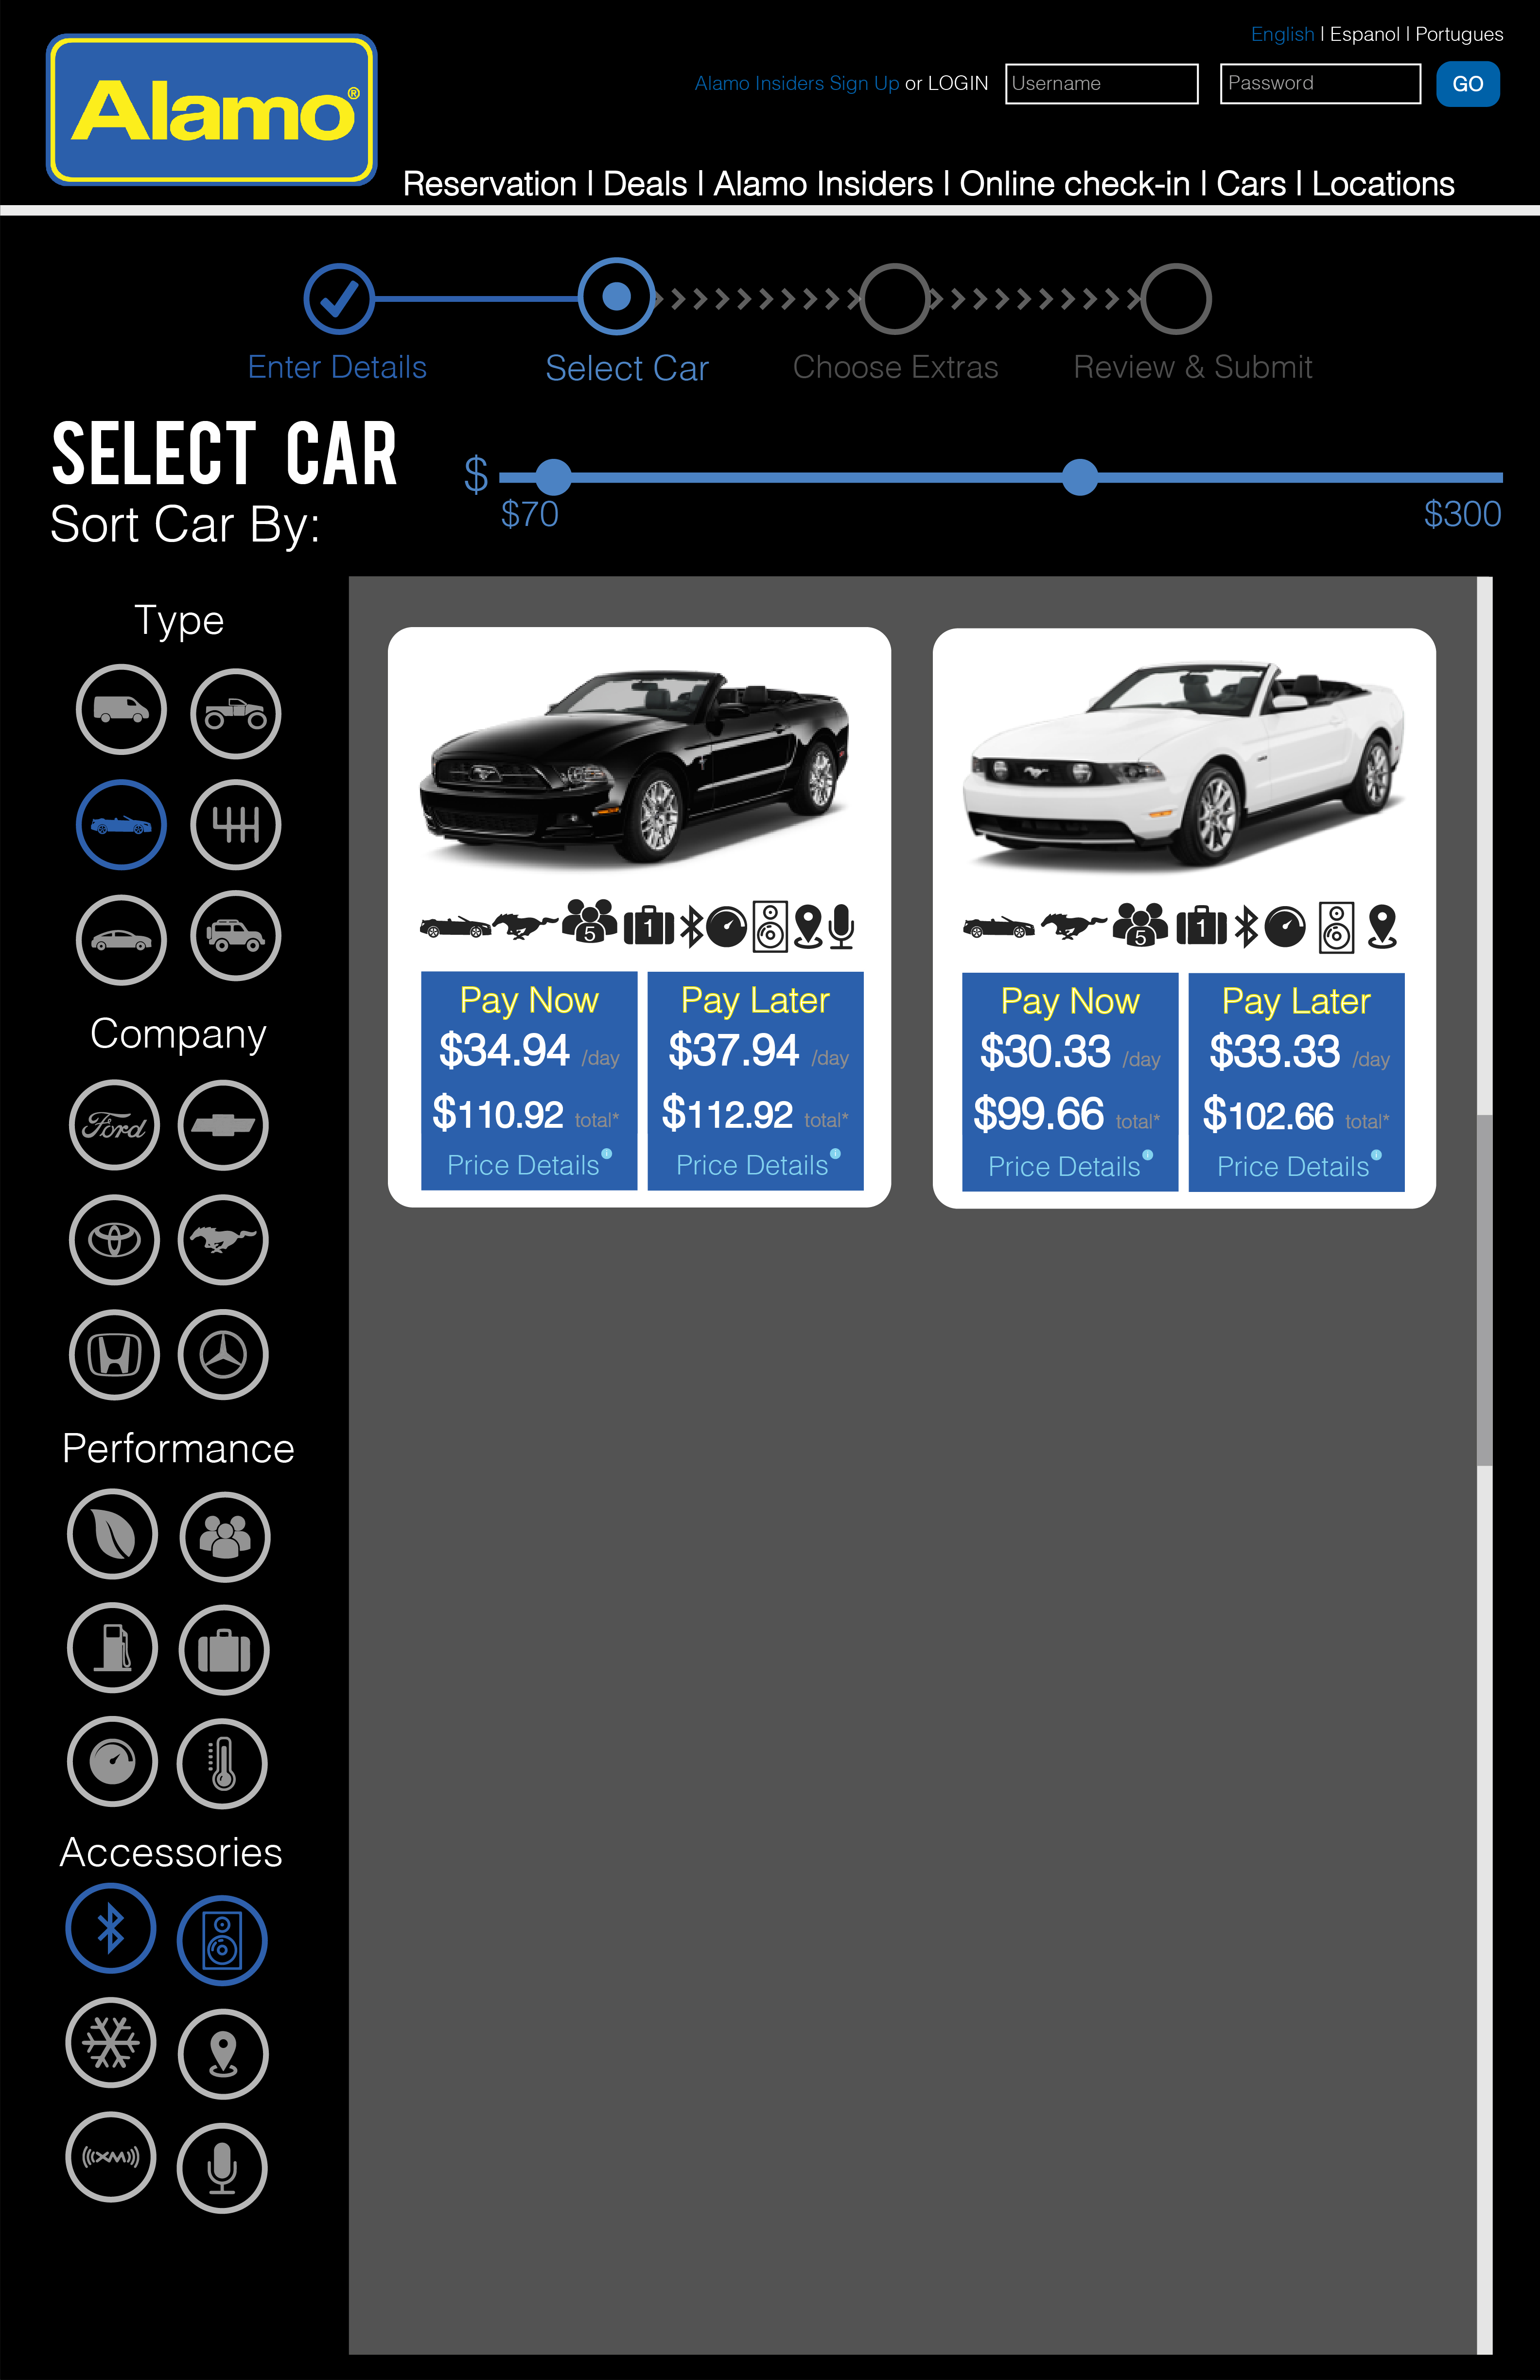 English | Espanol | Portugues
Alamo®
Alamo Insiders Sign Up or LOGIN Username Password GO
Reservation | Deals | Alamo Insiders | Online check-in | Cars | Locations
Enter Details Select Car Choose Extras Review & Submit
SELECT CAR
$
$70 $300
Sort Car By:
Type
Company
Ford
Performance
Accessories
XM
5 1
Pay Now
$34.94 /day
$110.92 total*
Price Details
Pay Later
$37.94 /day
$112.92 total*
Price Details
5 1
Pay Now
$30.33 /day
$99.66 total*
Price Details
Pay Later
$33.33 /day
$102.66 total*
Price Details